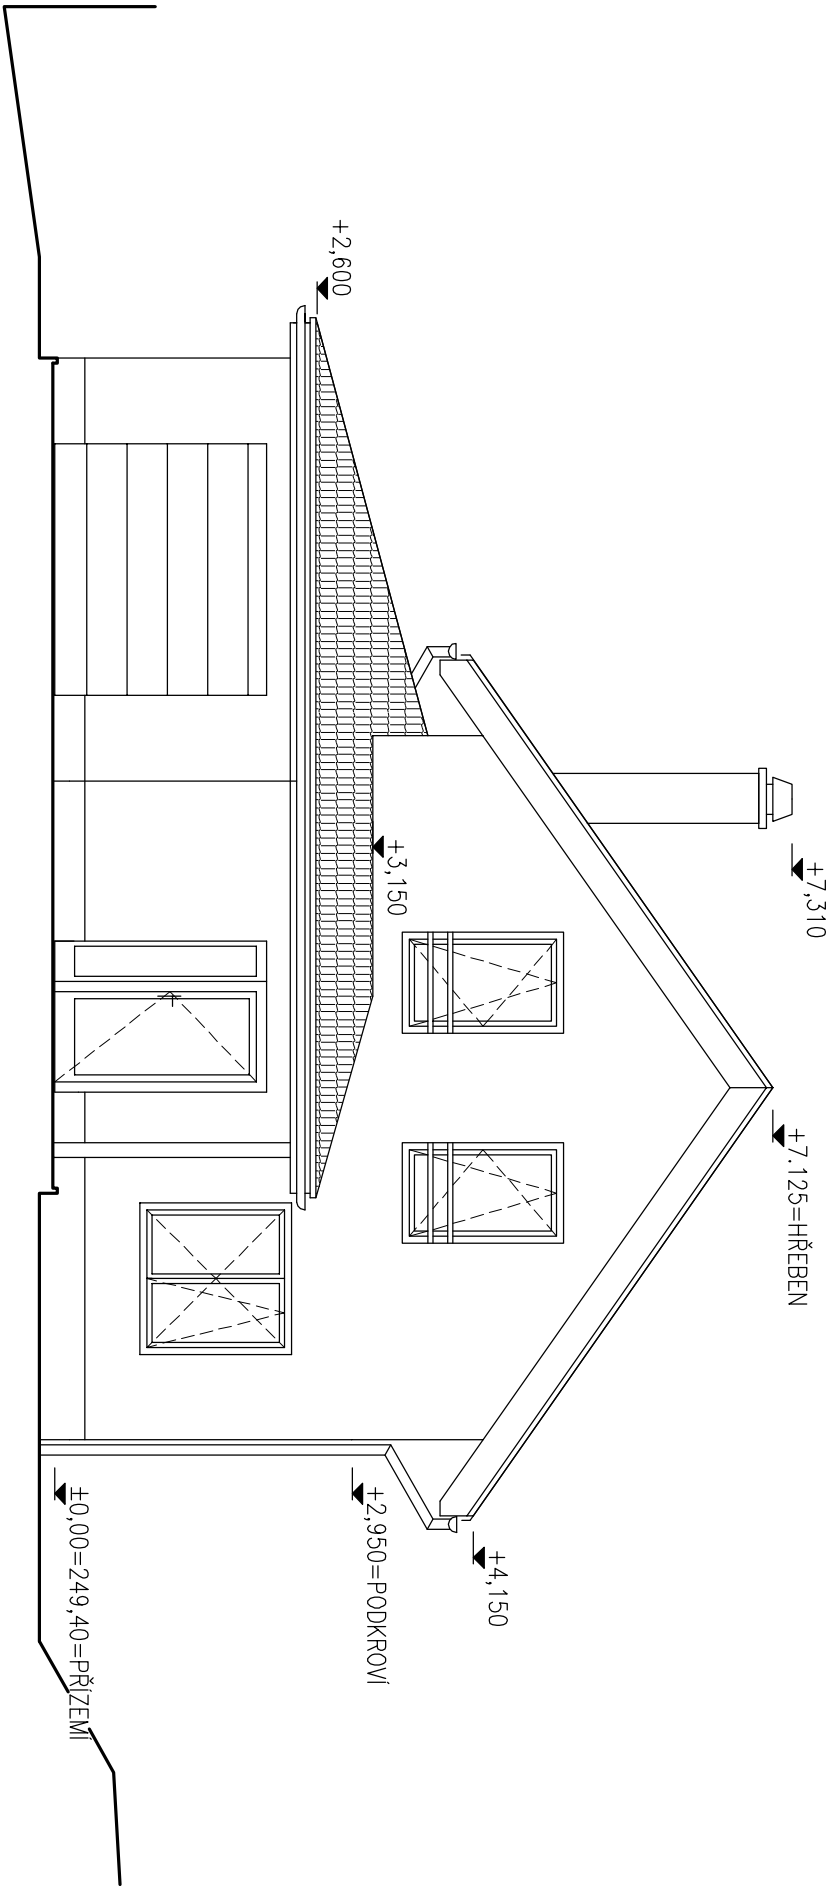 +7,310
+7.125=HŘEBEN
+4,150
+3,150
+2,950=PODKROVÍ
+2,600
±0,00=249,40=PŘÍZEMÍ